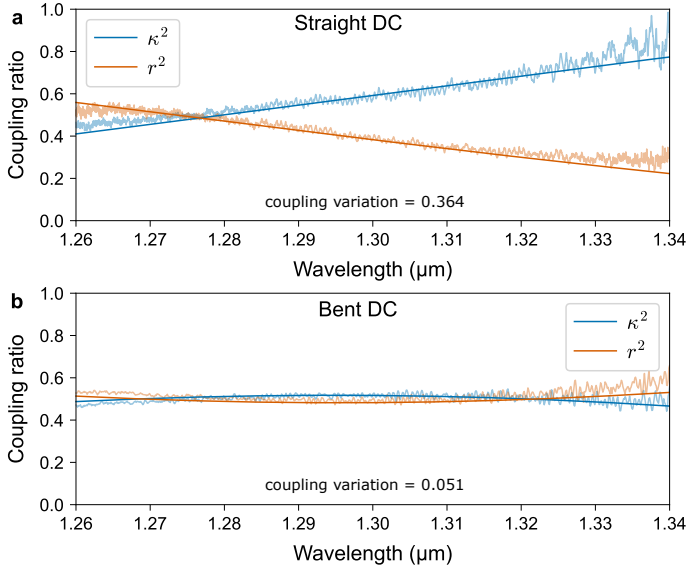 a
Straight DC
κ²
r²
Coupling ratio
1.0
0.8
0.6
0.4
0.2
0.0
coupling variation = 0.364
1.26 1.27 1.28 1.29 1.30 1.31 1.32 1.33 1.34
Wavelength (μm)
b
Bent DC
κ²
r²
Coupling ratio
1.0
0.8
0.6
0.4
0.2
0.0
coupling variation = 0.051
1.26 1.27 1.28 1.29 1.30 1.31 1.32 1.33 1.34
Wavelength (μm)